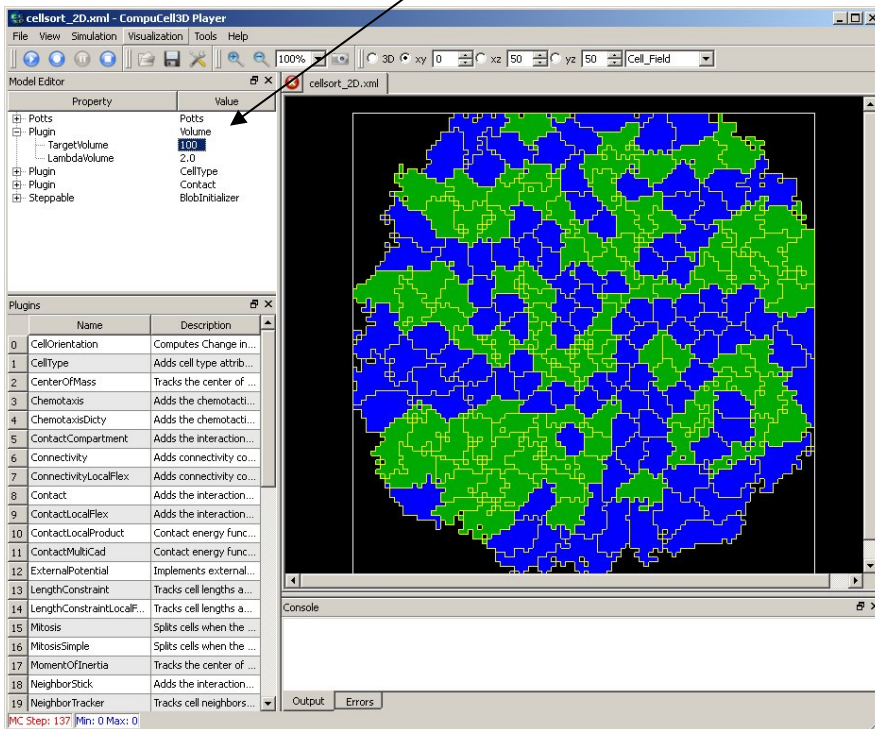 cellsort_2D.xml - CompuCell3D Player
File View Simulation Visualization Tools Help
100% 3D xy 0 xz 50 yz 50 Cell_Field
Model Editor
Property Value
Potts Potts
Plugin Volume
TargetVolume 100
LambdaVolume 2.0
Plugin CellType
Plugin Contact
Steppable BlobInitializer
cellsort_2D.xml
Plugins
Name Description
0 CellOrientation Computes Change in...
1 CellType Adds cell type attrib...
2 CenterOfMass Tracks the center of ...
3 Chemotaxis Adds the chemotacti...
4 ChemotaxisDicty Adds the chemotacti...
5 ContactCompartment Adds the interaction...
6 Connectivity Adds connectivity co...
7 ConnectivityLocalFlex Adds connectivity co...
8 Contact Adds the interaction...
9 ContactLocalFlex Adds the interaction...
10 ContactLocalProduct Contact energy func...
11 ContactMultiCad Contact energy func...
12 ExternalPotential Implements external...
13 LengthConstraint Tracks cell lengths a...
14 LengthConstraintLocalF... Tracks cell lengths a...
15 Mitosis Splits cells when the ...
16 MitosisSimple Splits cells when the ...
17 MomentOfInertia Tracks the center of ...
18 NeighborStick Adds the interaction...
19 NeighborTracker Tracks cell neighbors...
Console
Output Errors
MC Step: 137 Min: 0 Max: 0